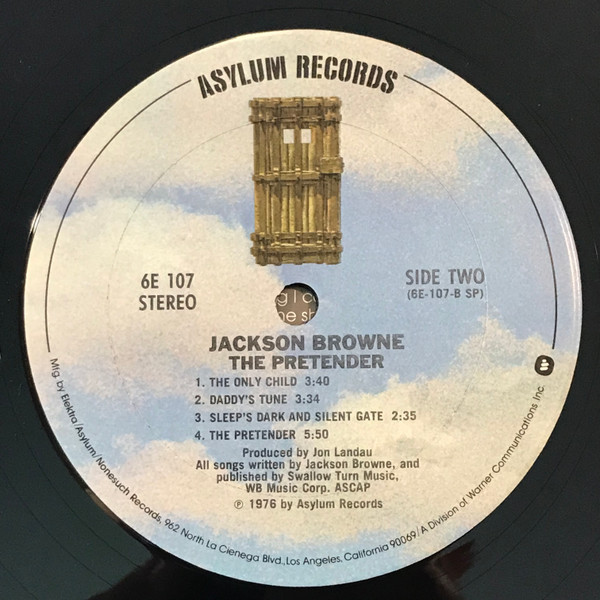 ASYLUM RECORDS
6E 107
STEREO
SIDE TWO
(6E-107-B SP)
JACKSON BROWNE
THE PRETENDER
1. THE ONLY CHILD 3:40
2. DADDY'S TUNE 3:34
3. SLEEP'S DARK AND SILENT GATE 2:35
4. THE PRETENDER 5:50
Produced by Jon Landau
All songs written by Jackson Browne, and
published by Swallow Turn Music,
WB Music Corp. ASCAP
℗ 1976 by Asylum Records
Mfg. by Elektra/Asylum/Nonesuch Records, 962 North La Cienega Blvd., Los Angeles, California 90069/A Division of Warner Communications Inc.